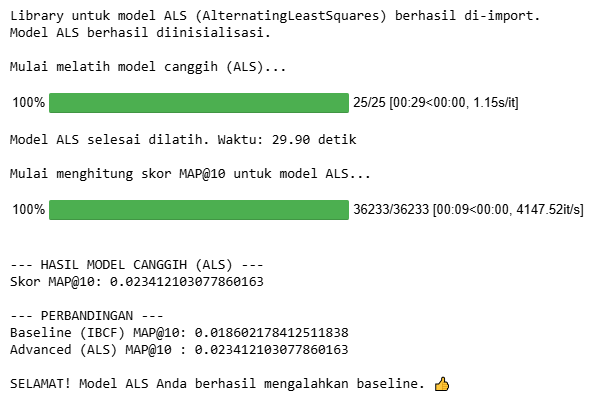 Library untuk model ALS (AlternatingLeastSquares) berhasil di-import.
Model ALS berhasil diinisialisasi.
Mulai melatih model canggih (ALS)...
100% 25/25 [00:29<00:00, 1.15s/it]
Model ALS selesai dilatih. Waktu: 29.90 detik
Mulai menghitung skor MAP@10 untuk model ALS...
100% 36233/36233 [00:09<00:00, 4147.52it/s]
--- HASIL MODEL CANGGIH (ALS) ---
Skor MAP@10: 0.023412103077860163
--- PERBANDINGAN ---
Baseline (IBCF) MAP@10: 0.018602178412511838
Advanced (ALS) MAP@10 : 0.023412103077860163
SELAMAT! Model ALS Anda berhasil mengalahkan baseline. 👍